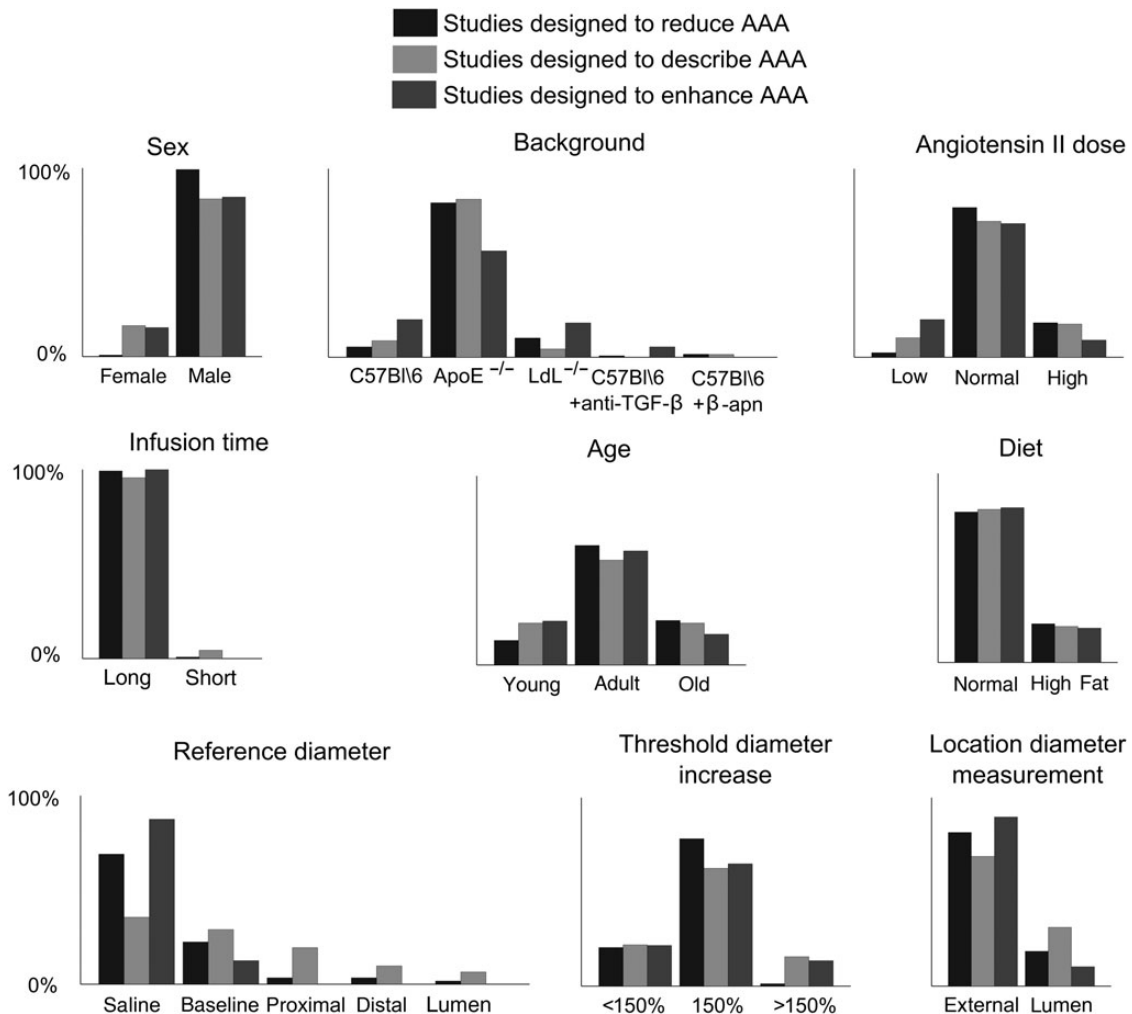 Studies designed to reduce AAA
Studies designed to describe AAA
Studies designed to enhance AAA
Sex
100%
0%
Female Male
Background
C57Bl\6 ApoE −/− LdL−/− C57Bl\6 C57Bl\6
+anti-TGF-β +β-apn
Angiotensin II dose
Low Normal High
Infusion time
100%
0%
Long Short
Age
Young Adult Old
Diet
Normal High Fat
Reference diameter
100%
0%
Saline Baseline Proximal Distal Lumen
Threshold diameter
increase
<150% 150% >150%
Location diameter
measurement
External Lumen